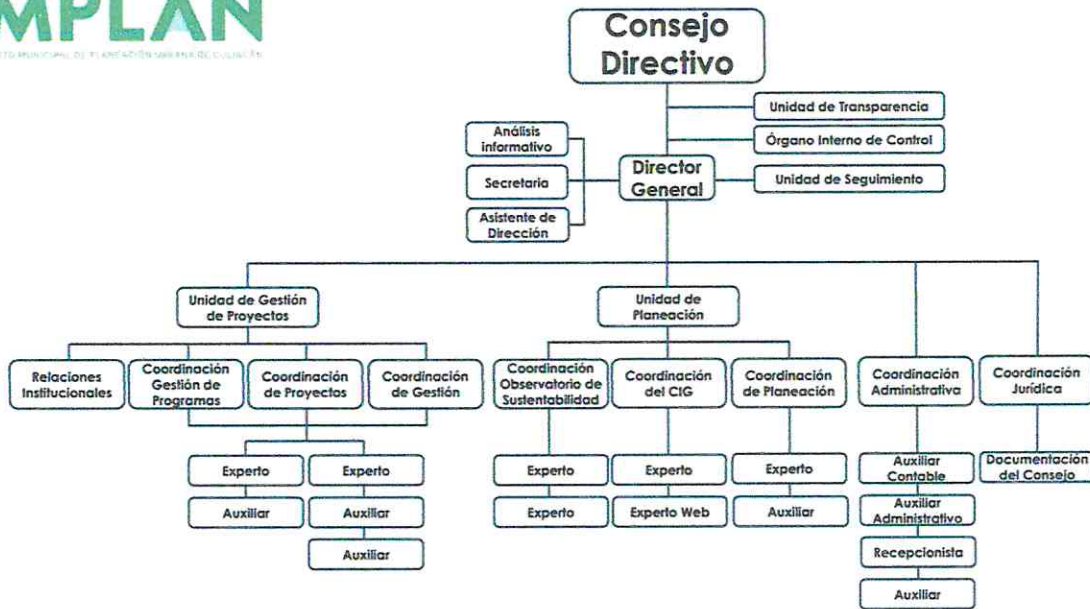 MPLAN
Consejo
Directivo
Unidad de Transparencia
Órgano Interno de Control
Análisis
informativo
Secretaria
Asistente de
Dirección
Director
General
Unidad de Seguimiento
Unidad de Gestión
de Proyectos
Unidad de
Planeación
Relaciones
Institucionales
Coordinación
Gestión de
Programas
Coordinación
de Proyectos
Coordinación
de Gestión
Coordinación
Observatorio de
Sustentabilidad
Coordinación
del CIG
Coordinación
de Planeación
Coordinación
Administrativa
Coordinación
Jurídica
Experto
Auxiliar
Experto
Auxiliar
Auxiliar
Experto
Experto
Experto
Experto Web
Experto
Auxiliar
Auxiliar
Contable
Auxiliar
Administrativo
Recepcionista
Auxiliar
Documentación
del Consejo